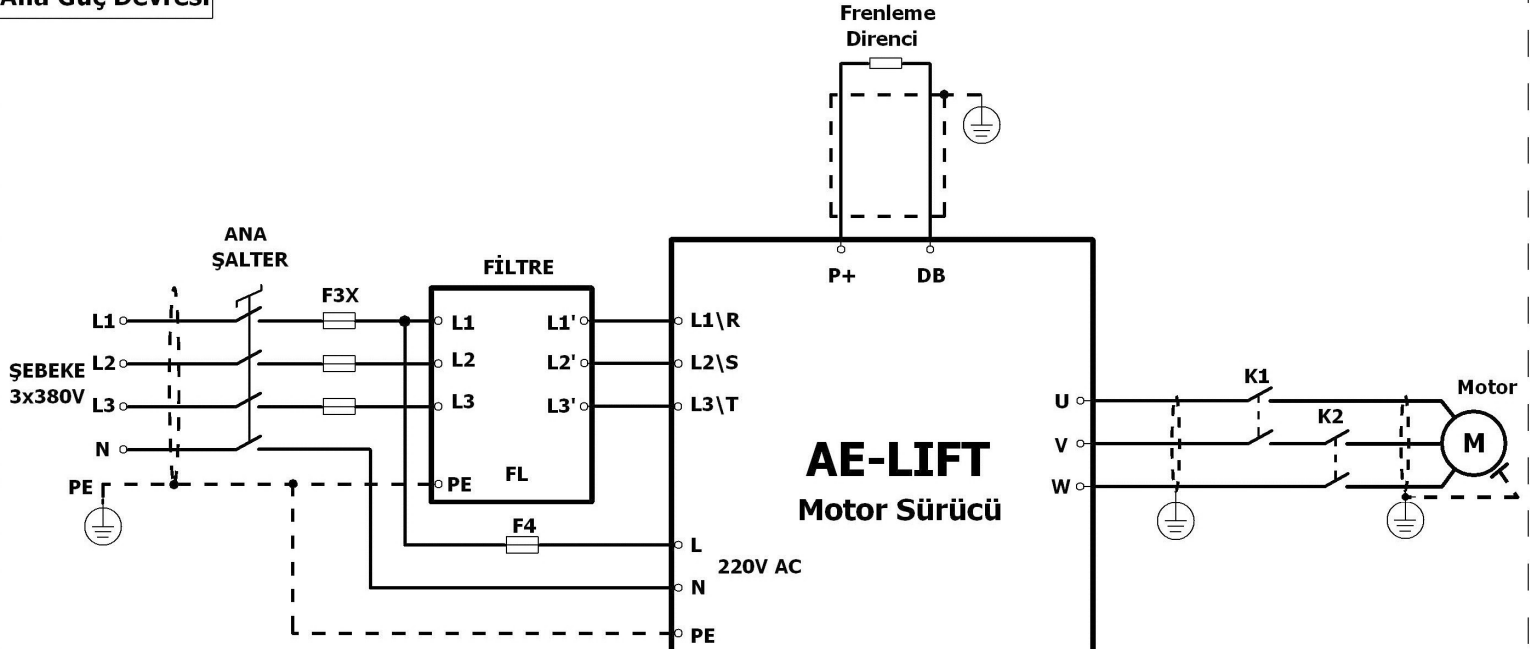 Ana Güç Devresi
Frenleme
Direnci
P+ DB
ANA
ŞALTER
F3X
FİLTRE
L1 L1 L1' L1\R
ŞEBEKE L2 L2 L2' L2\S
3x380V L3 L3 L3' L3\T
N
PE PE FL
F4
L
220V AC
N
PE
AE-LIFT
Motor Sürücü
U K1 Motor
V K2 M
W